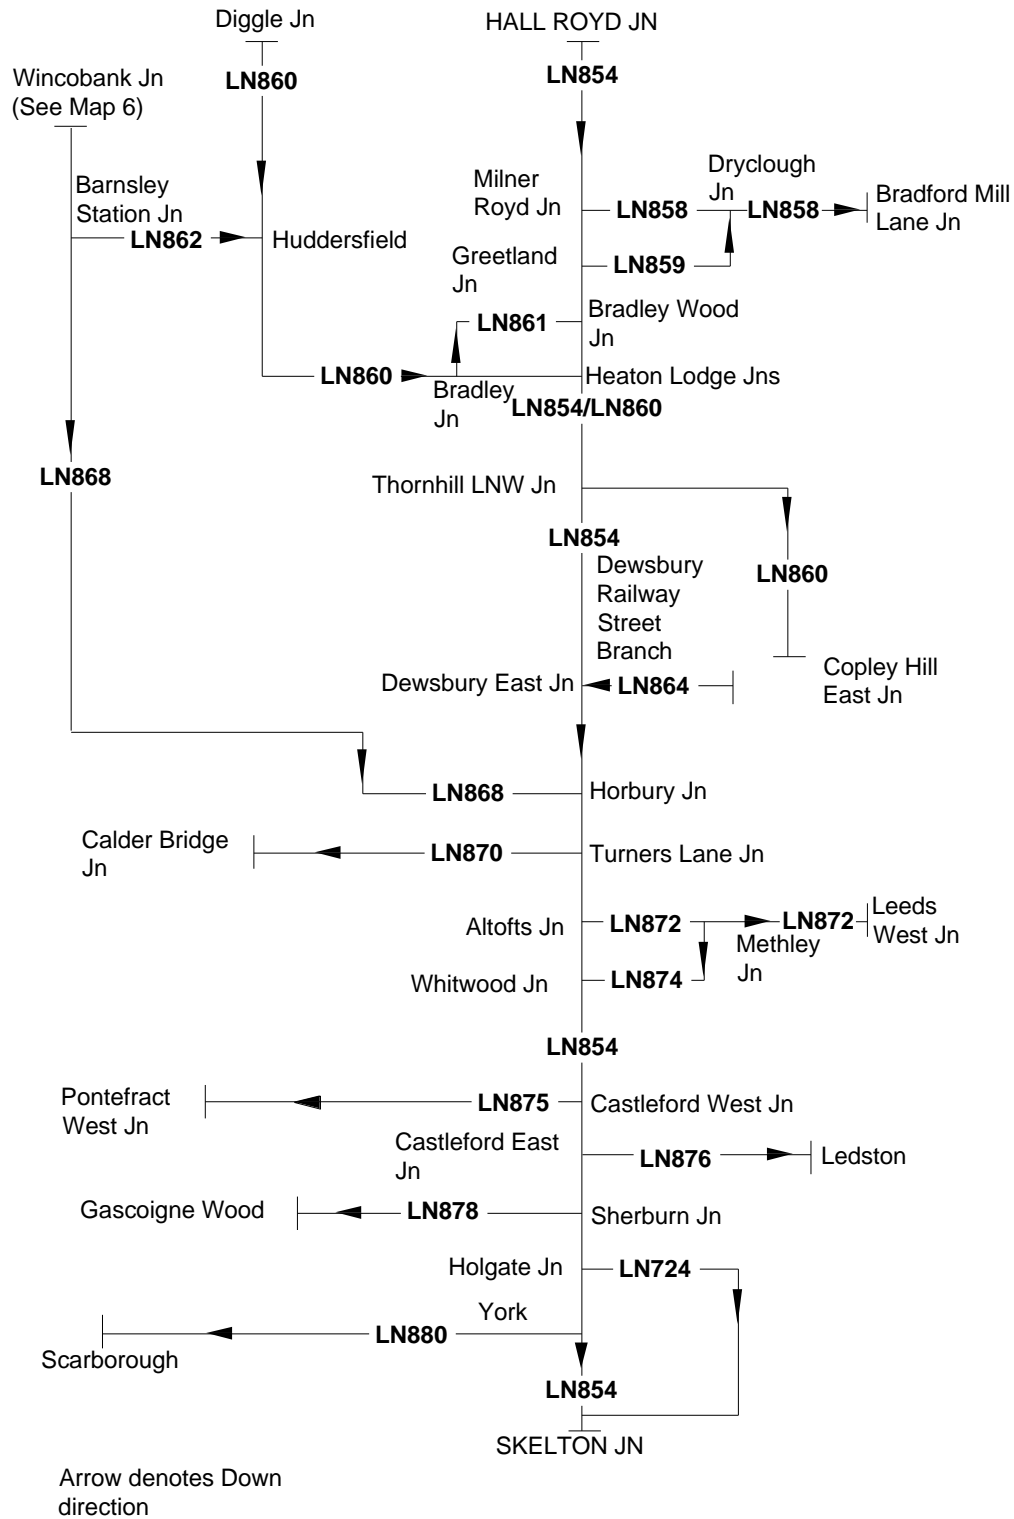 Diggle Jn
HALL ROYD JN
Wincobank Jn
(See Map 6)
LN860
LN854
Barnsley
Station Jn
LN862
Huddersfield
Milner
Royd Jn
LN858
Dryclough
Jn
LN858
Bradford Mill
Lane Jn
Greetland
Jn
LN859
LN861
Bradley Wood
Jn
LN860
Bradley
Jn
Heaton Lodge Jns
LN854/LN860
LN868
Thornhill LNW Jn
LN854
LN860
Dewsbury
Railway
Street
Branch
Dewsbury East Jn
LN864
Copley Hill
East Jn
LN868
Horbury Jn
Calder Bridge
Jn
LN870
Turners Lane Jn
Altofts Jn
LN872
LN872
Leeds
West Jn
Methley
Jn
Whitwood Jn
LN874
LN854
Pontefract
West Jn
LN875
Castleford West Jn
Castleford East
Jn
LN876
Ledston
Gascoigne Wood
LN878
Sherburn Jn
Holgate Jn
LN724
York
LN880
Scarborough
LN854
SKELTON JN
Arrow denotes Down
direction